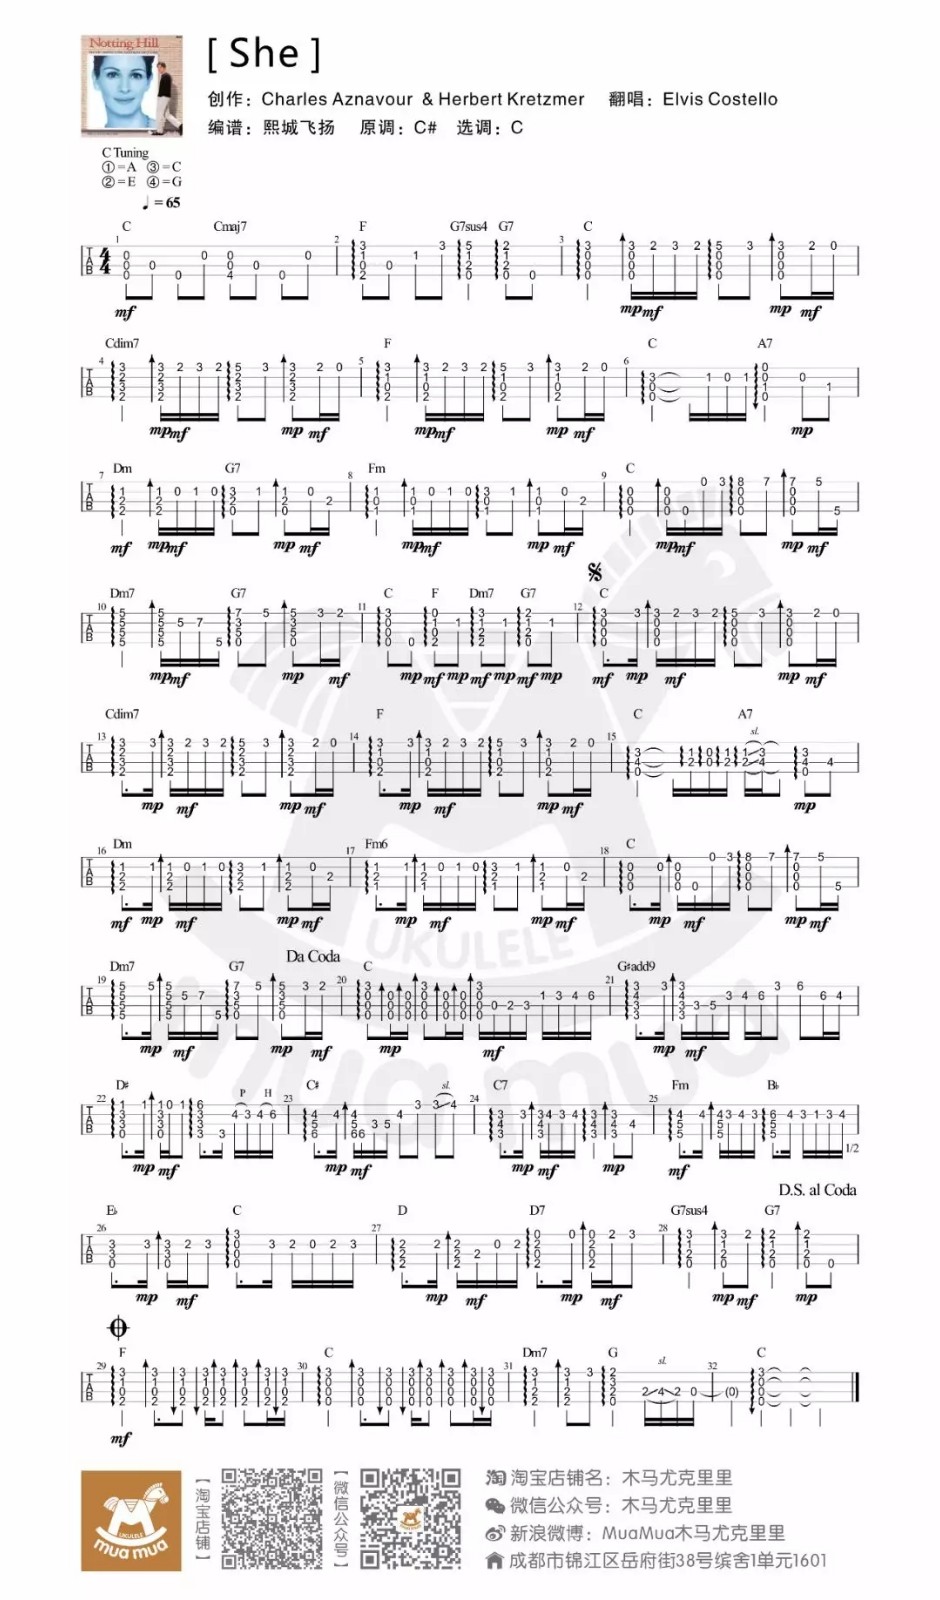 Notting Hill
[ She ]
创作：Charles Aznavour & Herbert Kretzmer 翻唱：Elvis Costello
编谱：熙城飞扬 原调：C# 选调：C
C Tuning
①=A ③=C
②=E ④=G
♩=65
C Cmaj7 F G7sus4 G7 C
mf mp mf mp mf
Cdim7 F C A7
mp mf mp mf mp mf mp mf mp
Dm G7 Fm C
mf mp mf mp mf mp mf mp mf mp mf mp mf
Dm7 G7 C F Dm7 G7 C
mp mf mp mf mp mf mp mf mp mf mp mf mp mf mp mf
Cdim7 F C A7
sl.
mp mf mp mf mp mf mp mf mp
Dm Fm6 C
mf mp mf mp mf mp mf mp mf mp mf mp mf
UKULELE
mua mua
Da Coda
Dm7 G7 C G#add9
mp mf mp mf mp mf mp mf
D# C# C7 Fm B♭
P H sl.
mp mf mp mf mp mf mp mf
1/2
D.S. al Coda
E♭ C D D7 G7sus4 G7
mp mf mp mf mp mf mp mf mp
F C Dm7 G C
sl.
mf
UKULELE
mua mua
【淘宝店铺】
【微信公众号】
淘宝店铺名：木马尤克里里
微信公众号：木马尤克里里
新浪微博：MuaMua木马尤克里里
成都市锦江区岳府街38号缤舍1单元1601